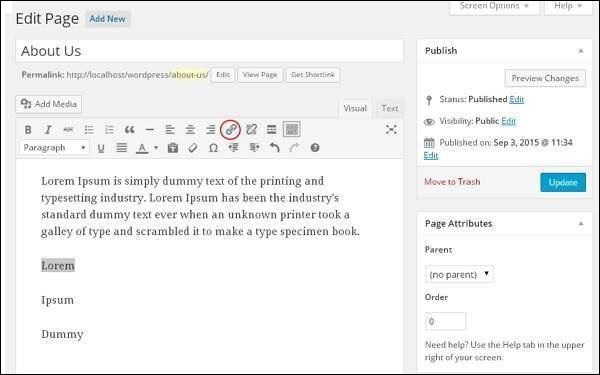 Screen Options Help
Edit Page Add New
About Us
Permalink: http://localhost/wordpress/about-us/ Edit View Page Get Shortlink
Add Media
Visual Text
B I ABC
Paragraph U A Ω ?
Lorem Ipsum is simply dummy text of the printing and
typesetting industry. Lorem Ipsum has been the industry's
standard dummy text ever when an unknown printer took a
galley of type and scrambled it to make a type specimen book.
Lorem
Ipsum
Dummy
Publish
Preview Changes
Status: Published Edit
Visibility: Public Edit
Published on: Sep 3, 2015 @ 11:34
Edit
Move to Trash Update
Page Attributes
Parent
(no parent)
Order
0
Need help? Use the Help tab in the upper
right of your screen.